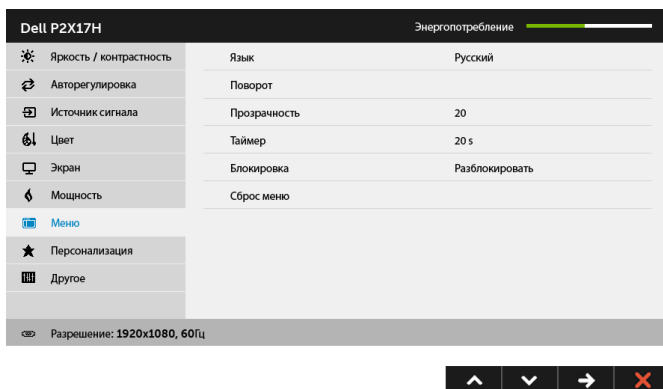 Dell P2X17H
Энергопотребление
Яркость / контрастность
Язык
Русский
Авторегулировка
Поворот
Источник сигнала
Прозрачность
20
Цвет
Таймер
20 s
Экран
Блокировка
Разблокировать
Мощность
Сброс меню
Меню
Персонализация
Другое
Разрешение: 1920x1080, 60Гц